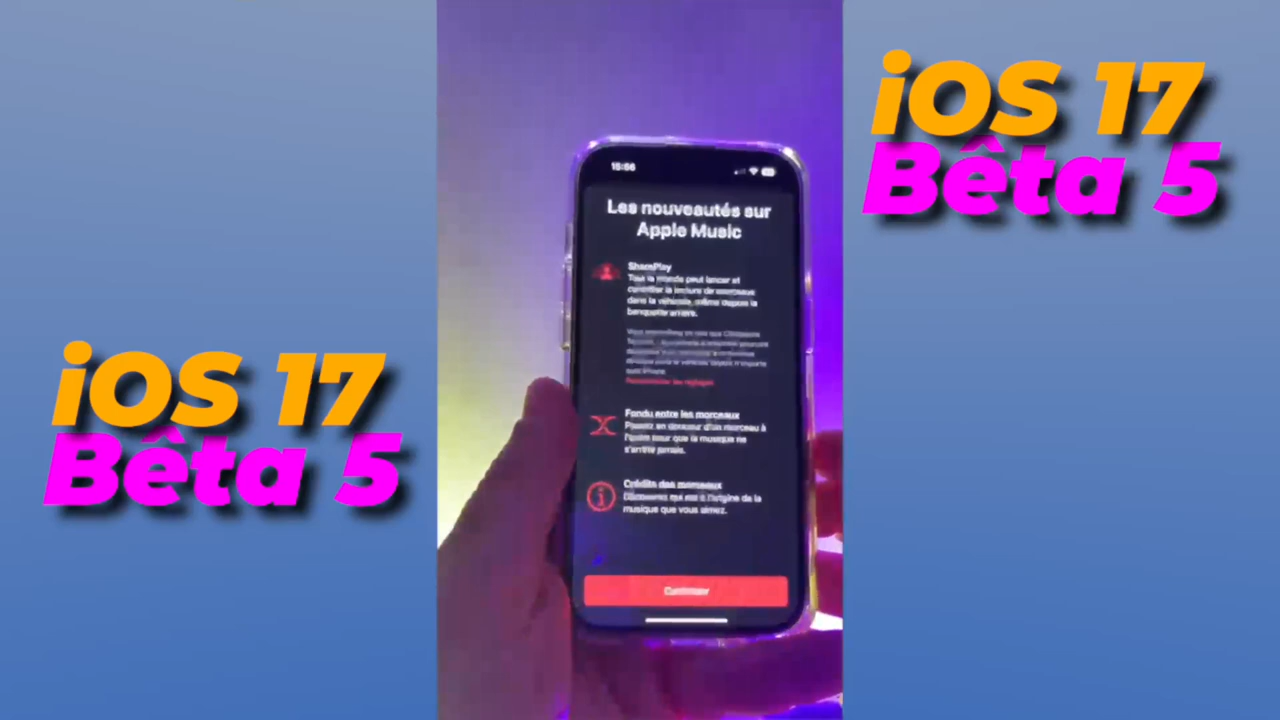 iOS 17
Bêta 5
iOS 17
Bêta 5
15:56
Les nouveautés sur
Apple Music
SharePlay
Tout le monde peut lancer et
contrôler la lecture de morceaux
dans le véhicule, même depuis la
banquette arrière.
Fondu entre les morceaux
Passez en douceur d'un morceau à
l'autre pour que la musique ne
s'arrête jamais.
Crédits des morceaux
Découvrez qui est à l'origine de la
musique que vous aimez.
Continuer